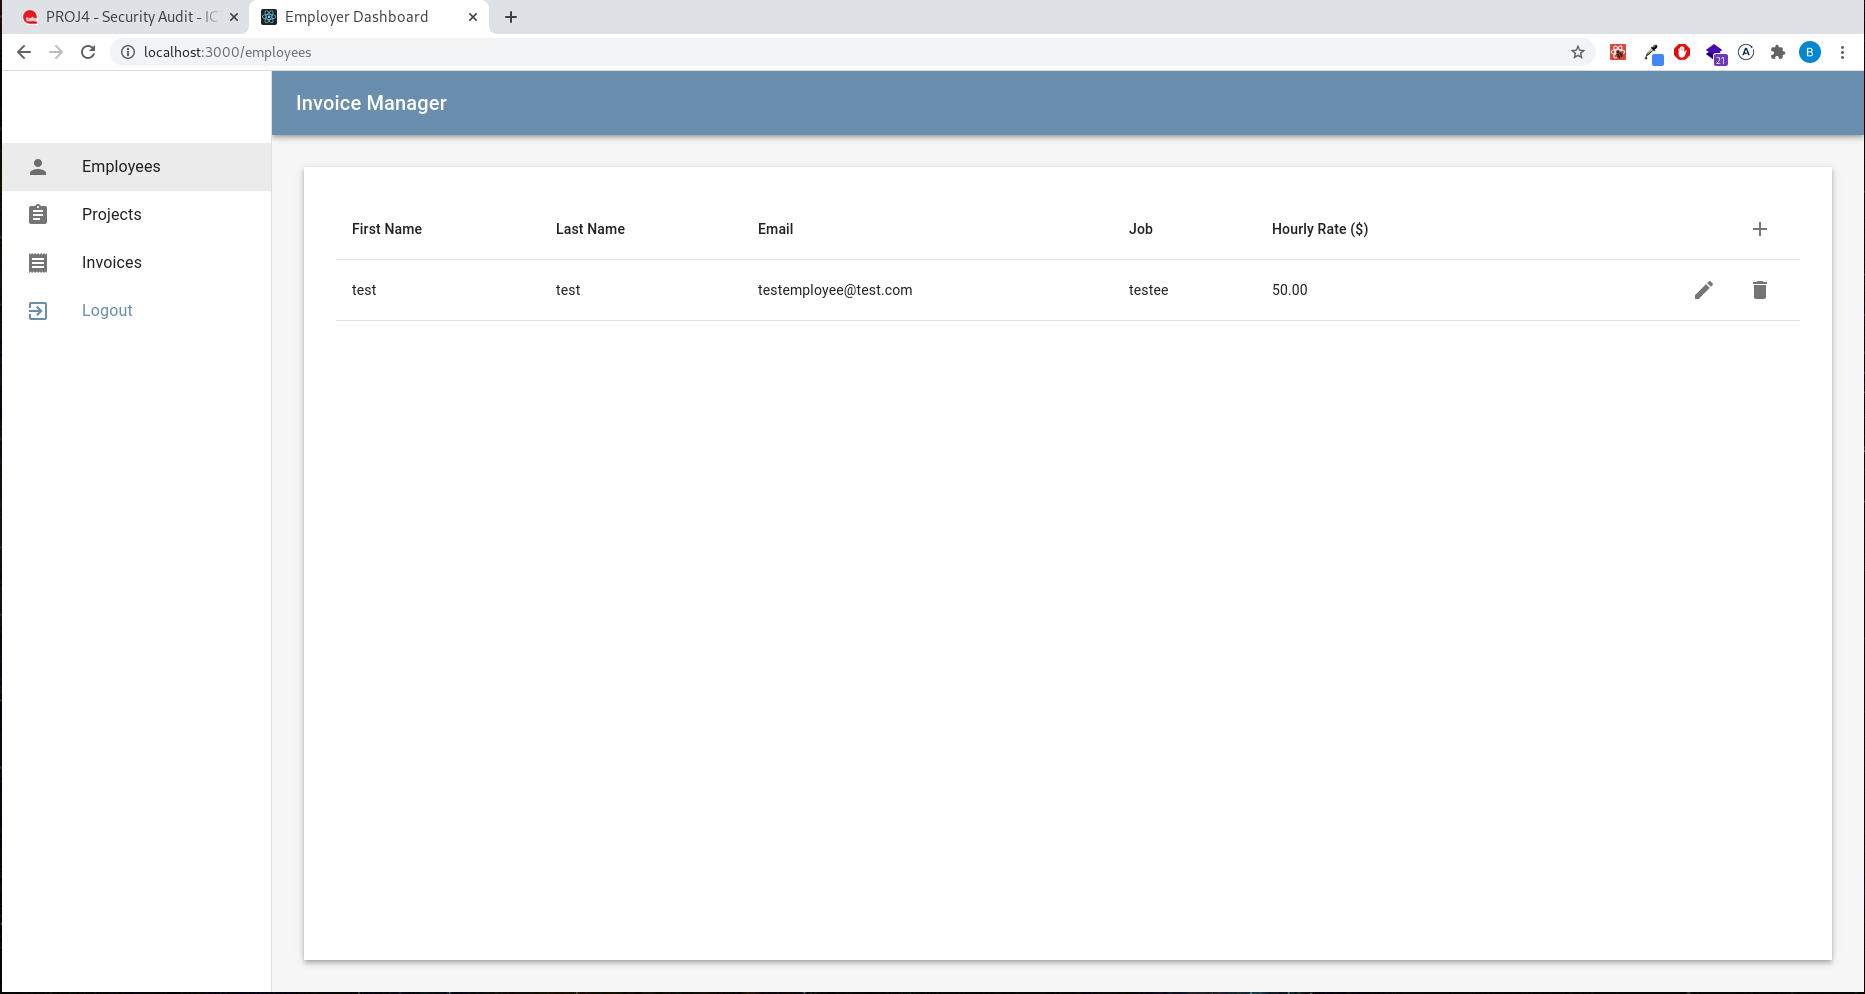 PROJ4 - Security Audit - IC
Employer Dashboard
localhost:3000/employees
21
A
B
Invoice Manager
Employees
Projects
Invoices
Logout
First Name Last Name Email Job Hourly Rate ($)
test test testemployee@test.com testee 50.00